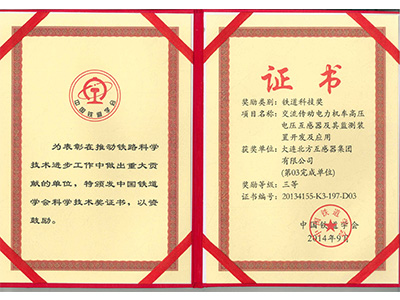 中国铁道学会
为表彰在推动铁路科学
技术进步工作中做出重大贡
献的单位，特颁发中国铁道
学会科学技术奖证书，以资
鼓励。
证书
奖励类别：铁道科技奖
项目名称：交流传动电力机车高压
电压互感器及其监测装
置开发及应用
获奖单位：大连北方互感器集团
有限公司
(第03完成单位)
奖励等级：三等
证书编号：20134155-K3-197-D03
中国铁道学会
2014年9月